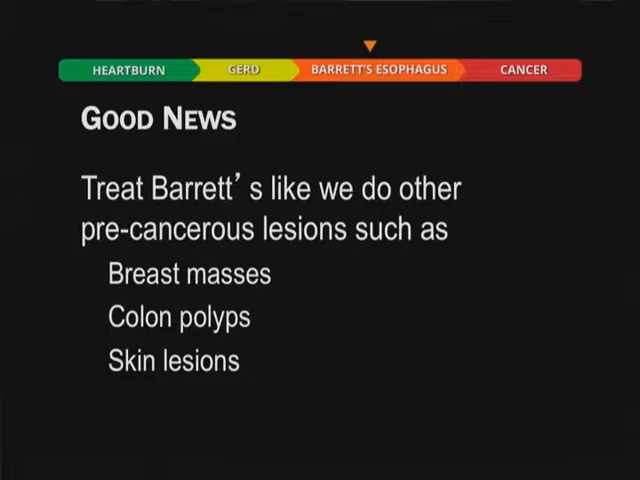 HEARTBURN GERD BARRETT'S ESOPHAGUS CANCER
GOOD NEWS
Treat Barrett's like we do other
pre-cancerous lesions such as
Breast masses
Colon polyps
Skin lesions